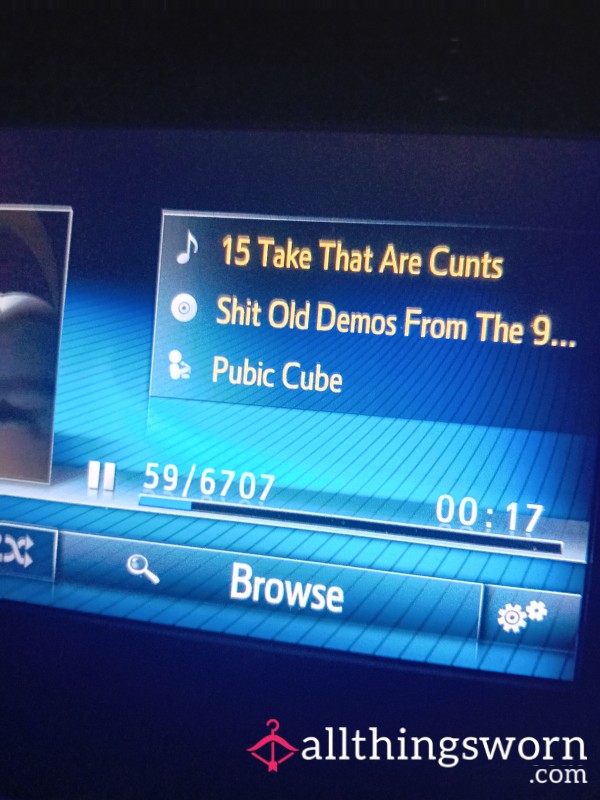 15 Take That Are Cunts
Shit Old Demos From The 9...
Pubic Cube
59/6707
00:17
Browse
allthingsworn
.com